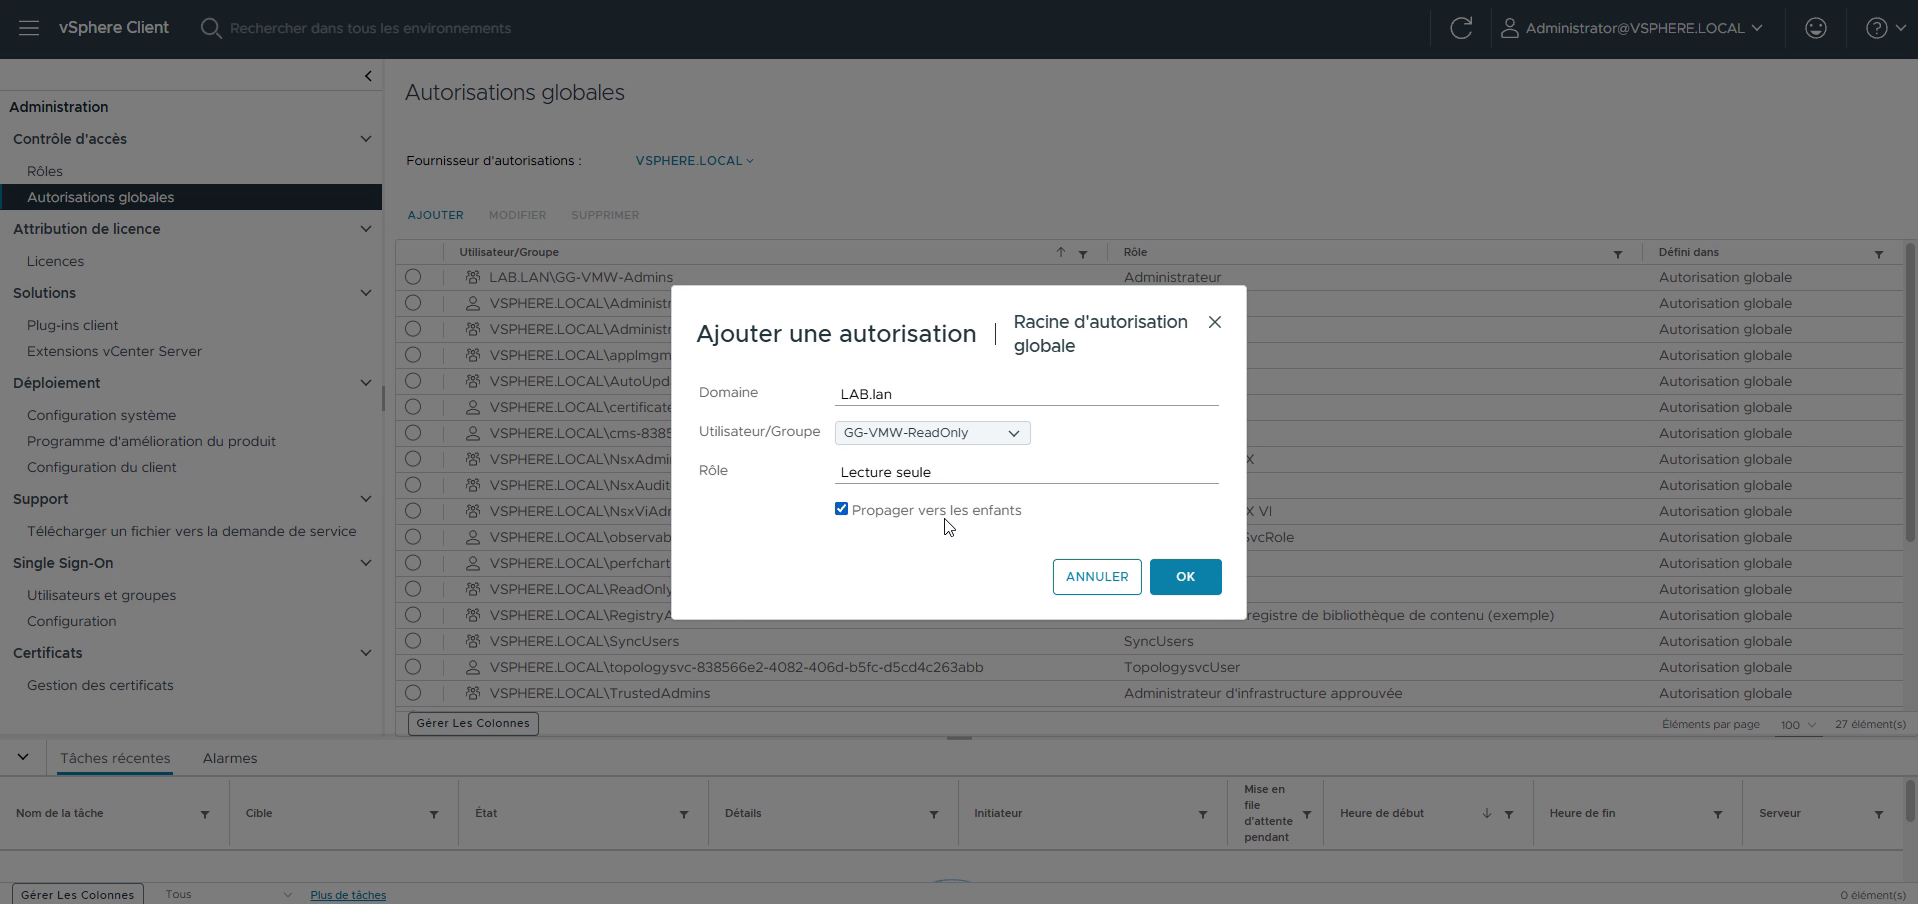 vSphere Client
Rechercher dans tous les environnements
Administrator@VSPHERE.LOCAL
Administration
Contrôle d'accès
Rôles
Autorisations globales
Attribution de licence
Licences
Solutions
Plug-ins client
Extensions vCenter Server
Déploiement
Configuration système
Programme d'amélioration du produit
Configuration du client
Support
Télécharger un fichier vers la demande de service
Single Sign-On
Utilisateurs et groupes
Configuration
Certificats
Gestion des certificats
Autorisations globales
Fournisseur d'autorisations :
VSPHERE.LOCAL
AJOUTER MODIFIER SUPPRIMER
Utilisateur/Groupe Rôle Défini dans
LAB.LAN\GG-VMW-Admins Administrateur Autorisation globale
VSPHERE.LOCAL\Administr Autorisation globale
VSPHERE.LOCAL\Administr Autorisation globale
VSPHERE.LOCAL\applmgm Autorisation globale
VSPHERE.LOCAL\AutoUpd Autorisation globale
VSPHERE.LOCAL\certificate Autorisation globale
VSPHERE.LOCAL\cms-8385 Autorisation globale
VSPHERE.LOCAL\NsxAdmi X Autorisation globale
VSPHERE.LOCAL\NsxAudit Autorisation globale
VSPHERE.LOCAL\NsxViAdr X VI Autorisation globale
VSPHERE.LOCAL\observab SvcRole Autorisation globale
VSPHERE.LOCAL\perfchart Autorisation globale
VSPHERE.LOCAL\ReadOnly Autorisation globale
VSPHERE.LOCAL\RegistryA registre de bibliothèque de contenu (exemple) Autorisation globale
VSPHERE.LOCAL\SyncUsers SyncUsers Autorisation globale
VSPHERE.LOCAL\topologysvc-838566e2-4082-406d-b5fc-d5cd4c263abb TopologysvcUser Autorisation globale
VSPHERE.LOCAL\TrustedAdmins Administrateur d'infrastructure approuvée Autorisation globale
Gérer Les Colonnes Éléments par page 100 27 élément(s)
Ajouter une autorisation
Racine d'autorisation
globale
Domaine LAB.lan
Utilisateur/Groupe GG-VMW-ReadOnly
Rôle Lecture seule
Propager vers les enfants
ANNULER OK
Tâches récentes Alarmes
Nom de la tâche Cible État Détails Initiateur
Mise en
file
d'attente
pendant
Heure de début Heure de fin Serveur
Gérer Les Colonnes Tous Plus de tâches 0 élément(s)